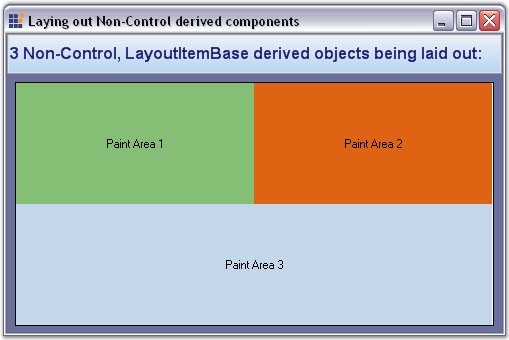 Laying out Non-Control derived components
3 Non-Control, LayoutItemBase derived objects being laid out:
Paint Area 1
Paint Area 2
Paint Area 3